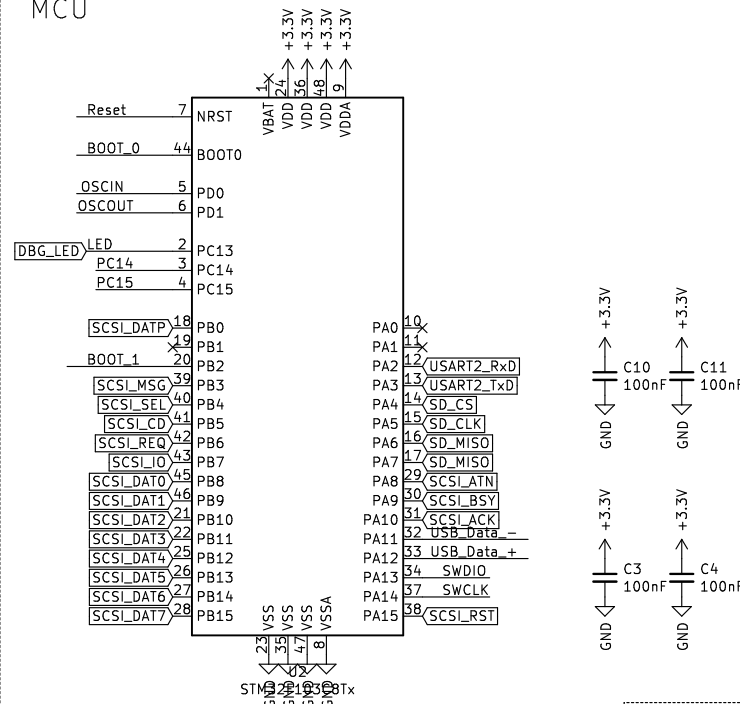 MCU
+3.3V +3.3V +3.3V +3.3V
1 24 36 48 9
VBAT VDD VDD VDD VDDA
Reset 7 NRST
BOOT_0 44 BOOT0
OSCIN 5 PD0
OSCOUT 6 PD1
DBG_LED LED 2 PC13
PC14 3 PC14
PC15 4 PC15
SCSI_DATP 18 PB0 PA0 10
19 PB1 PA1 11
BOOT_1 20 PB2 PA2 12 USART2_RxD
SCSI_MSG 39 PB3 PA3 13 USART2_TxD
SCSI_SEL 40 PB4 PA4 14 SD_CS
SCSI_CD 41 PB5 PA5 15 SD_CLK
SCSI_REQ 42 PB6 PA6 16 SD_MISO
SCSI_IO 43 PB7 PA7 17 SD_MISO
SCSI_DAT0 45 PB8 PA8 29 SCSI_ATN
SCSI_DAT1 46 PB9 PA9 30 SCSI_BSY
SCSI_DAT2 21 PB10 PA10 31 SCSI_ACK
SCSI_DAT3 22 PB11 PA11 32 USB_Data_-
SCSI_DAT4 25 PB12 PA12 33 USB_Data_+
SCSI_DAT5 26 PB13 PA13 34 SWDIO
SCSI_DAT6 27 PB14 PA14 37 SWCLK
SCSI_DAT7 28 PB15 PA15 38 SCSI_RST
VSS VSS VSS VSSA
23 35 47 8
U2
STM32F103C8Tx
+3.3V +3.3V
C10 C11
100nF 100nF
GND GND
+3.3V +3.3V
C3 C4
100nF 100nF
GND GND